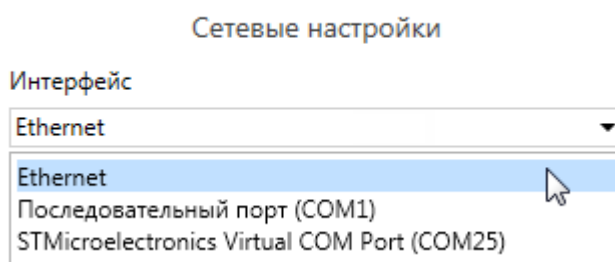 Сетевые настройки
Интерфейс
Ethernet
Ethernet
Последовательный порт (COM1)
STMicroelectronics Virtual COM Port (COM25)